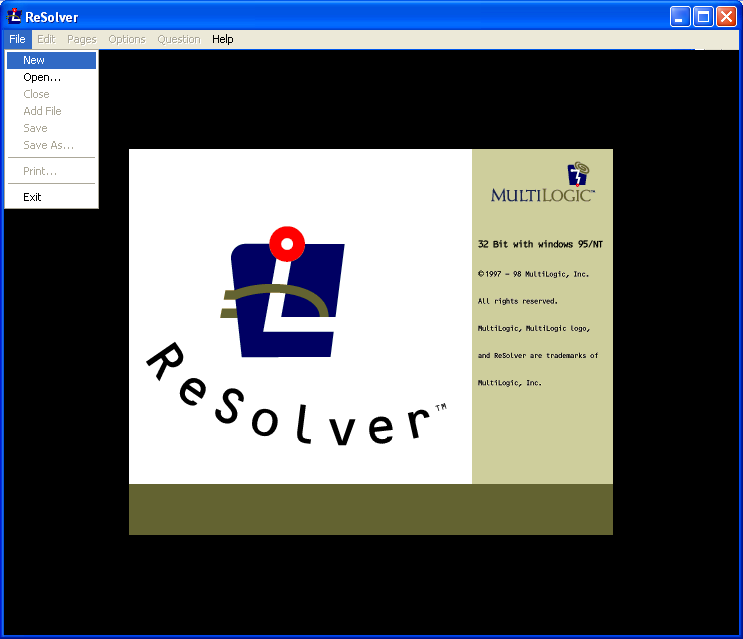 ReSolver
File Edit Pages Options Question Help
New
Open...
Close
Add File
Save
Save As...
Print...
Exit
MULTILOGIC™
32 Bit with windows 95/NT
©1997 - 98 MultiLogic, Inc.
All rights reserved.
MultiLogic, MultiLogic logo,
and ReSolver are trademarks of
MultiLogic, Inc.
ReSolver™